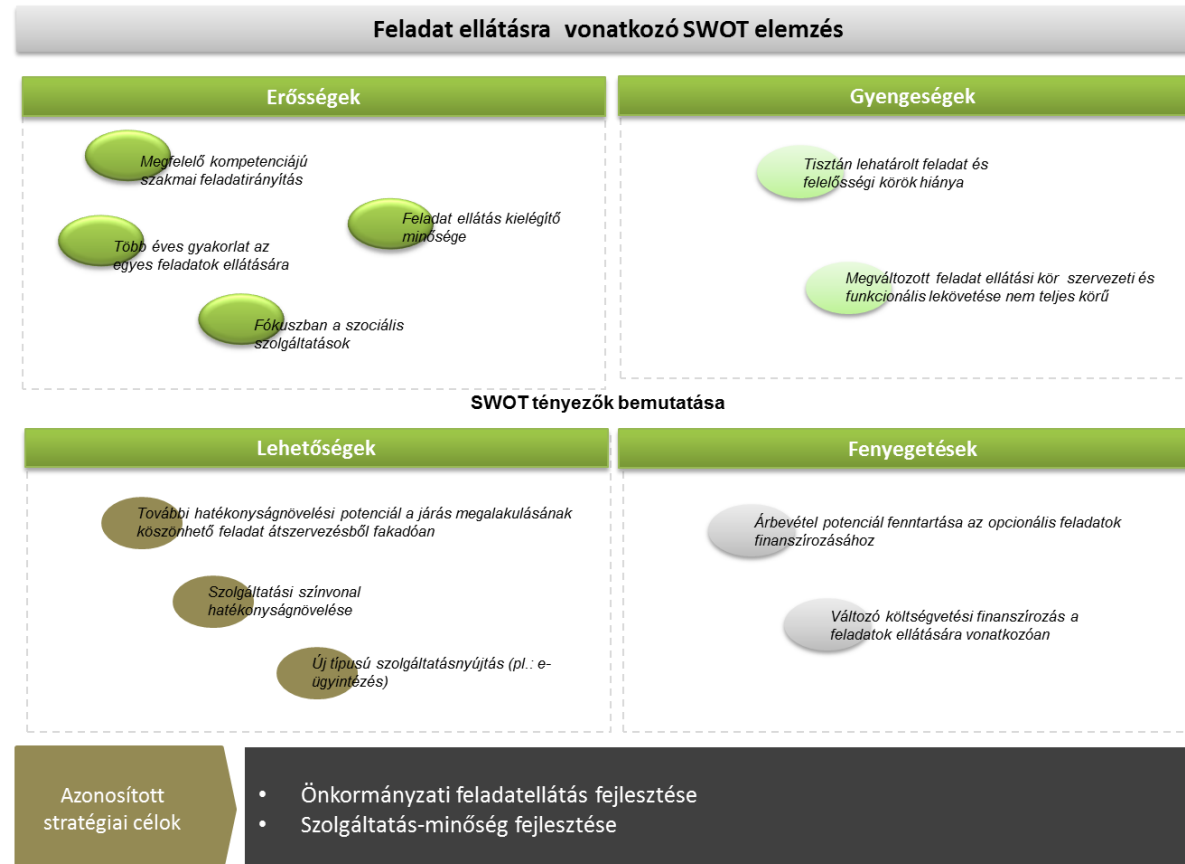 Feladat ellátásra vonatkozó SWOT elemzés
Erősségek
Megfelelő kompetenciájú
szakmai feladatirányítás
Feladat ellátás kielégítő
minősége
Több éves gyakorlat az
egyes feladatok ellátására
Fókuszban a szociális
szolgáltatások
Gyengeségek
Tisztán lehatárolt feladat és
felelősségi körök hiánya
Megváltozott feladat ellátási kör szervezeti és
funkcionális lekövetése nem teljes körű
SWOT tényezők bemutatása
Lehetőségek
További hatékonyságnövelési potenciál a járás megalakulásának
köszönhető feladat átszervezésből fakadóan
Szolgáltatási színvonal
hatékonyságnövelése
Új típusú szolgáltatásnyújtás (pl.: e-
ügyintézés)
Fenyegetések
Árbevétel potenciál fenntartása az opcionális feladatok
finanszírozásához
Változó költségvetési finanszírozás a
feladatok ellátására vonatkozóan
Azonosított
stratégiai célok
• Önkormányzati feladatellátás fejlesztése
• Szolgáltatás-minőség fejlesztése